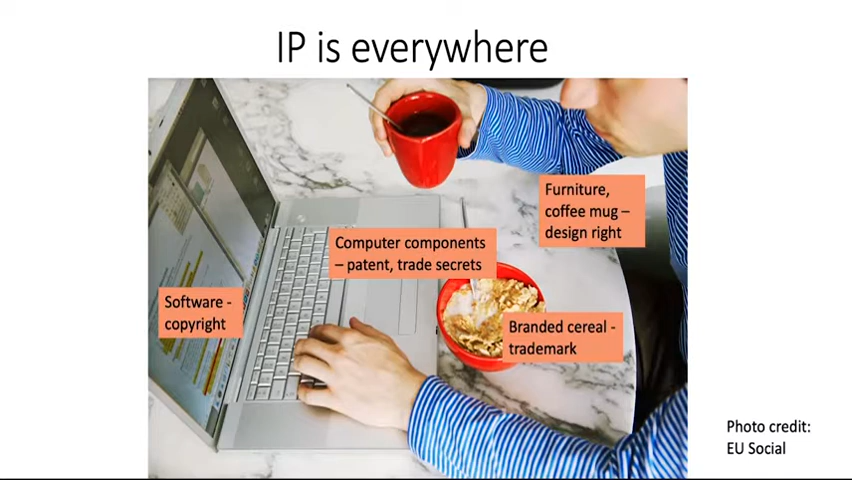 IP is everywhere
Furniture,
coffee mug –
design right
Computer components
– patent, trade secrets
Software -
copyright
Branded cereal -
trademark
Photo credit:
EU Social